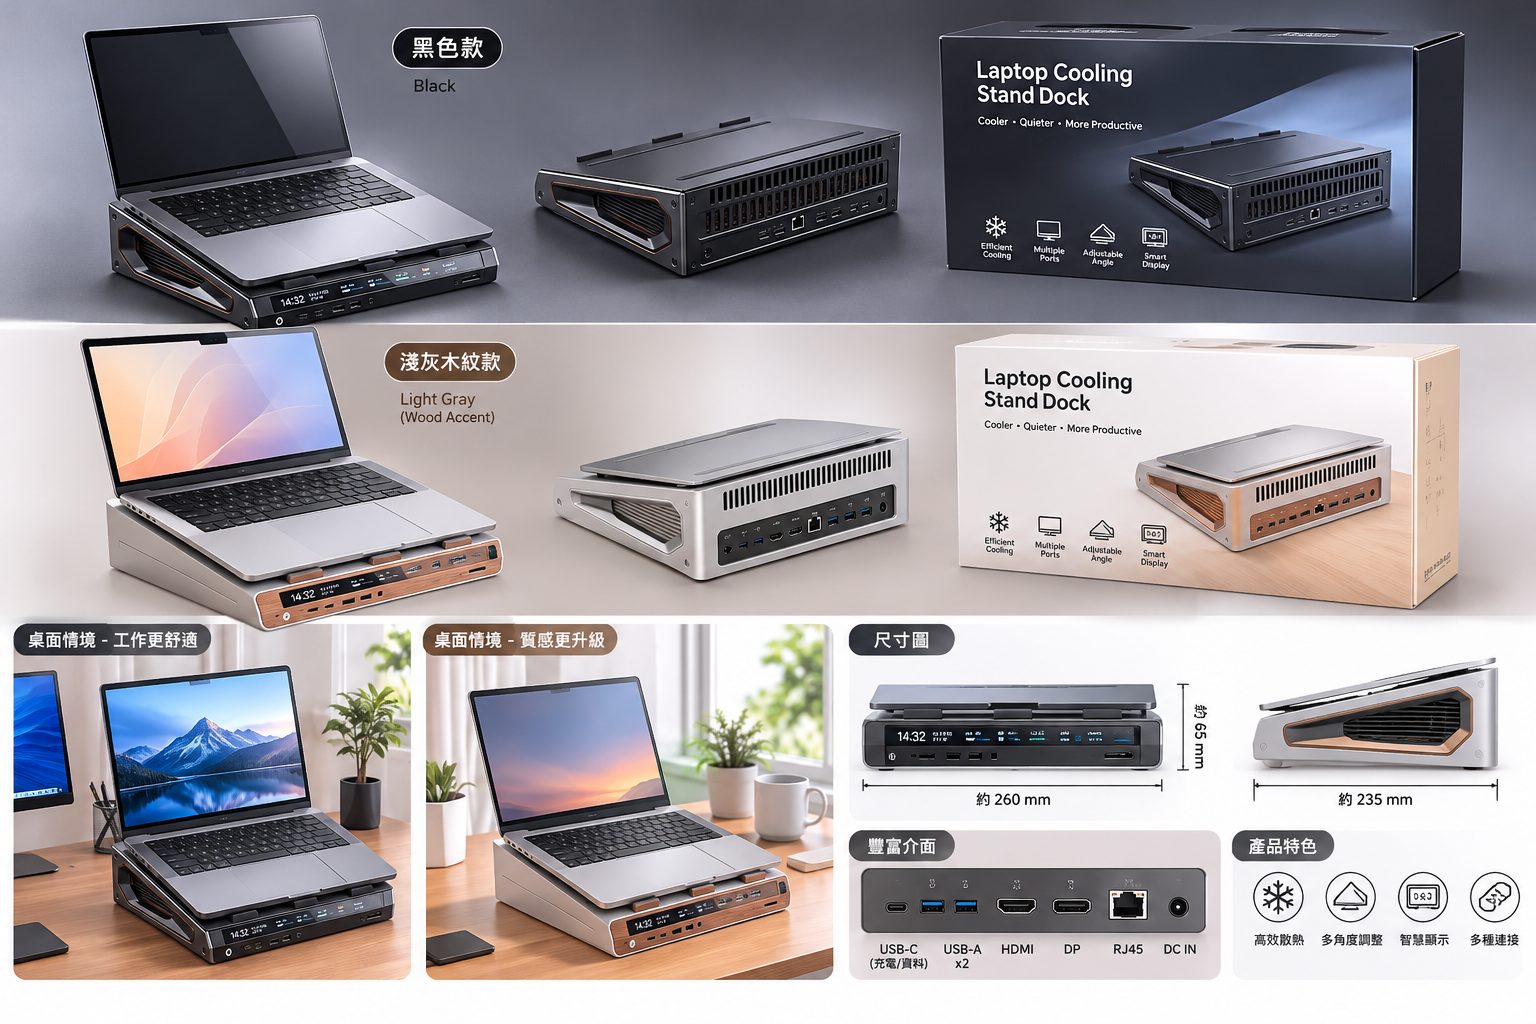 黑色款
Black
14:32
Laptop Cooling
Stand Dock
Cooler • Quieter • More Productive
Efficient
Cooling
Multiple
Ports
Adjustable
Angle
Smart
Display
淺灰木紋款
Light Gray
(Wood Accent)
14:32
Laptop Cooling
Stand Dock
Cooler • Quieter • More Productive
Efficient
Cooling
Multiple
Ports
Adjustable
Angle
Smart
Display
桌面情境 - 工作更舒適
14:32
桌面情境 - 質感更升級
14:32
尺寸圖
14.32
約 65 mm
約 260 mm
約 235 mm
豐富介面
USB-C
(充電/資料)
USB-A
x2
HDMI
DP
RJ45
DC IN
產品特色
高效散熱
多角度調整
智慧顯示
多種連接